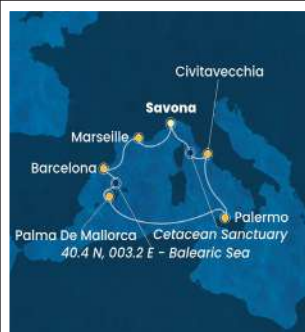 Civitavecchia
Savona
Marseille
Barcelona
Palermo
Palma De Mallorca
Cetacean Sanctuary
40.4 N, 003.2 E - Balearic Sea